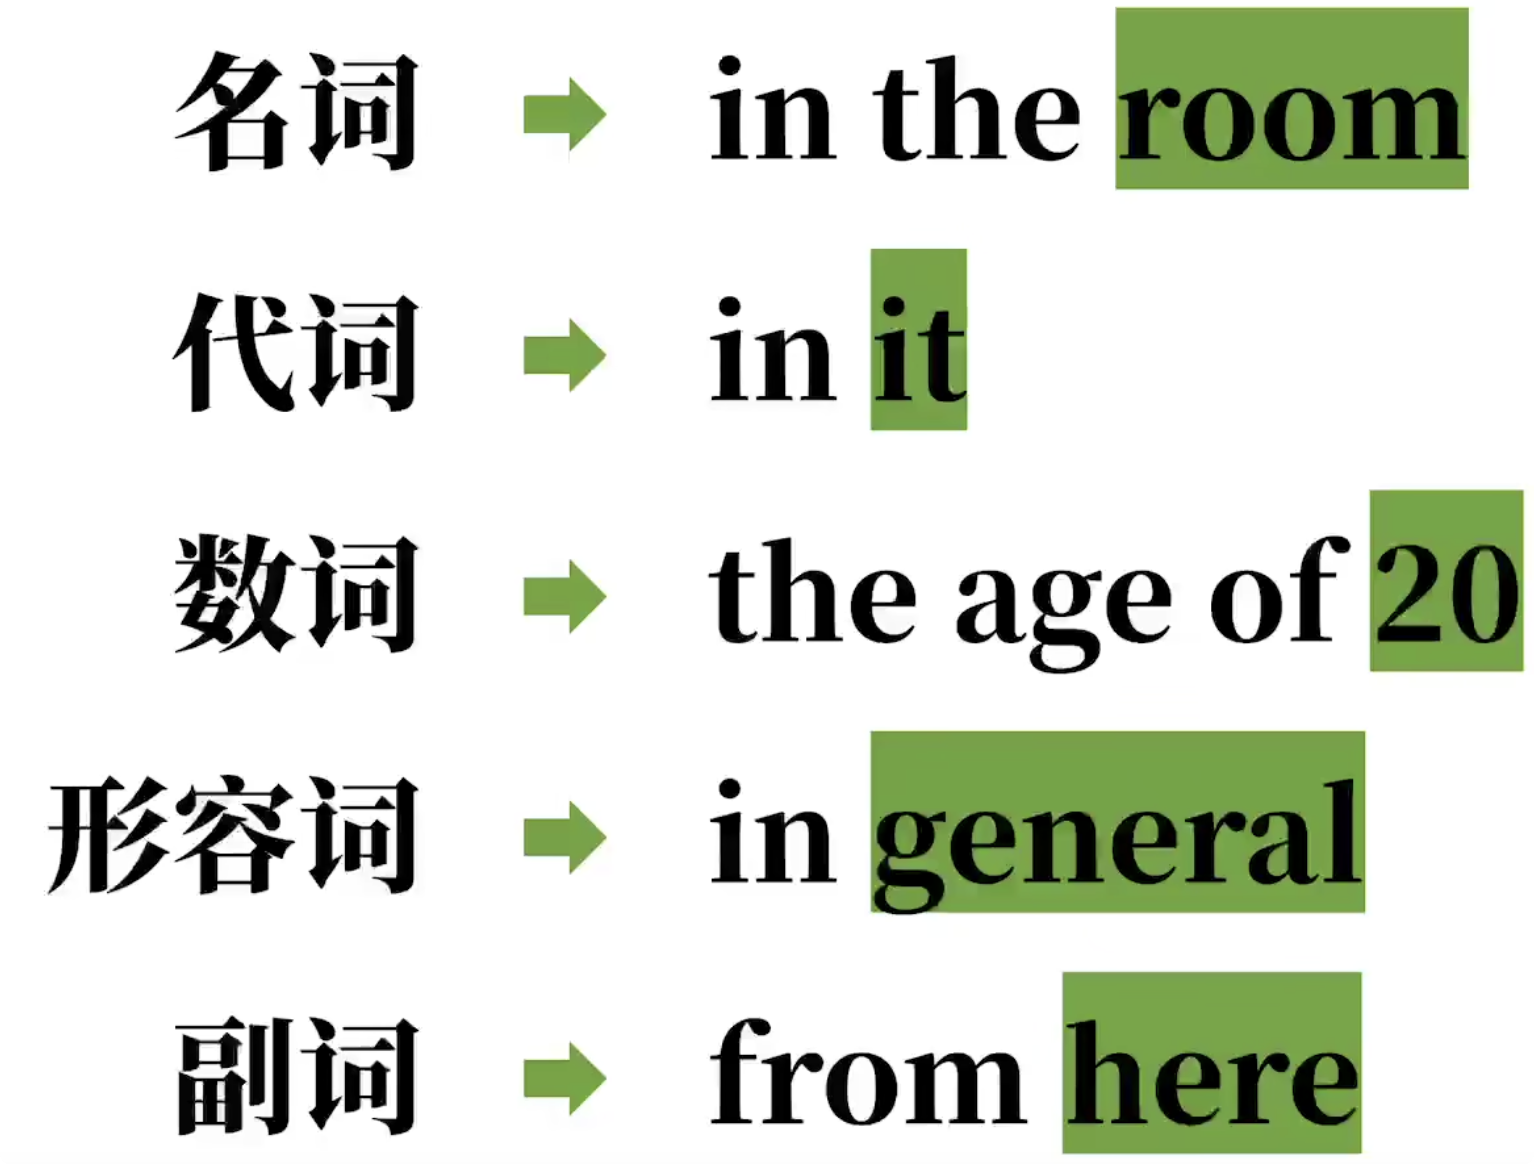 名词 in the room
代词 in it
数词 the age of 20
形容词 in general
副词 from here